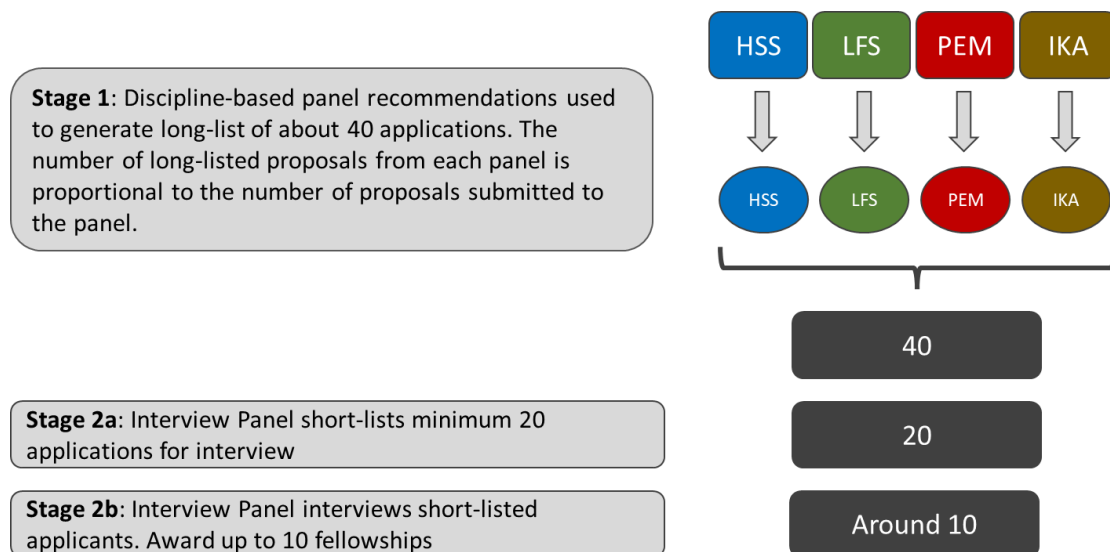 HSS LFS PEM IKA
Stage 1: Discipline-based panel recommendations used
to generate long-list of about 40 applications. The
number of long-listed proposals from each panel is
proportional to the number of proposals submitted to
the panel.
HSS LFS PEM IKA
40
Stage 2a: Interview Panel short-lists minimum 20
applications for interview
20
Stage 2b: Interview Panel interviews short-listed
applicants. Award up to 10 fellowships
Around 10